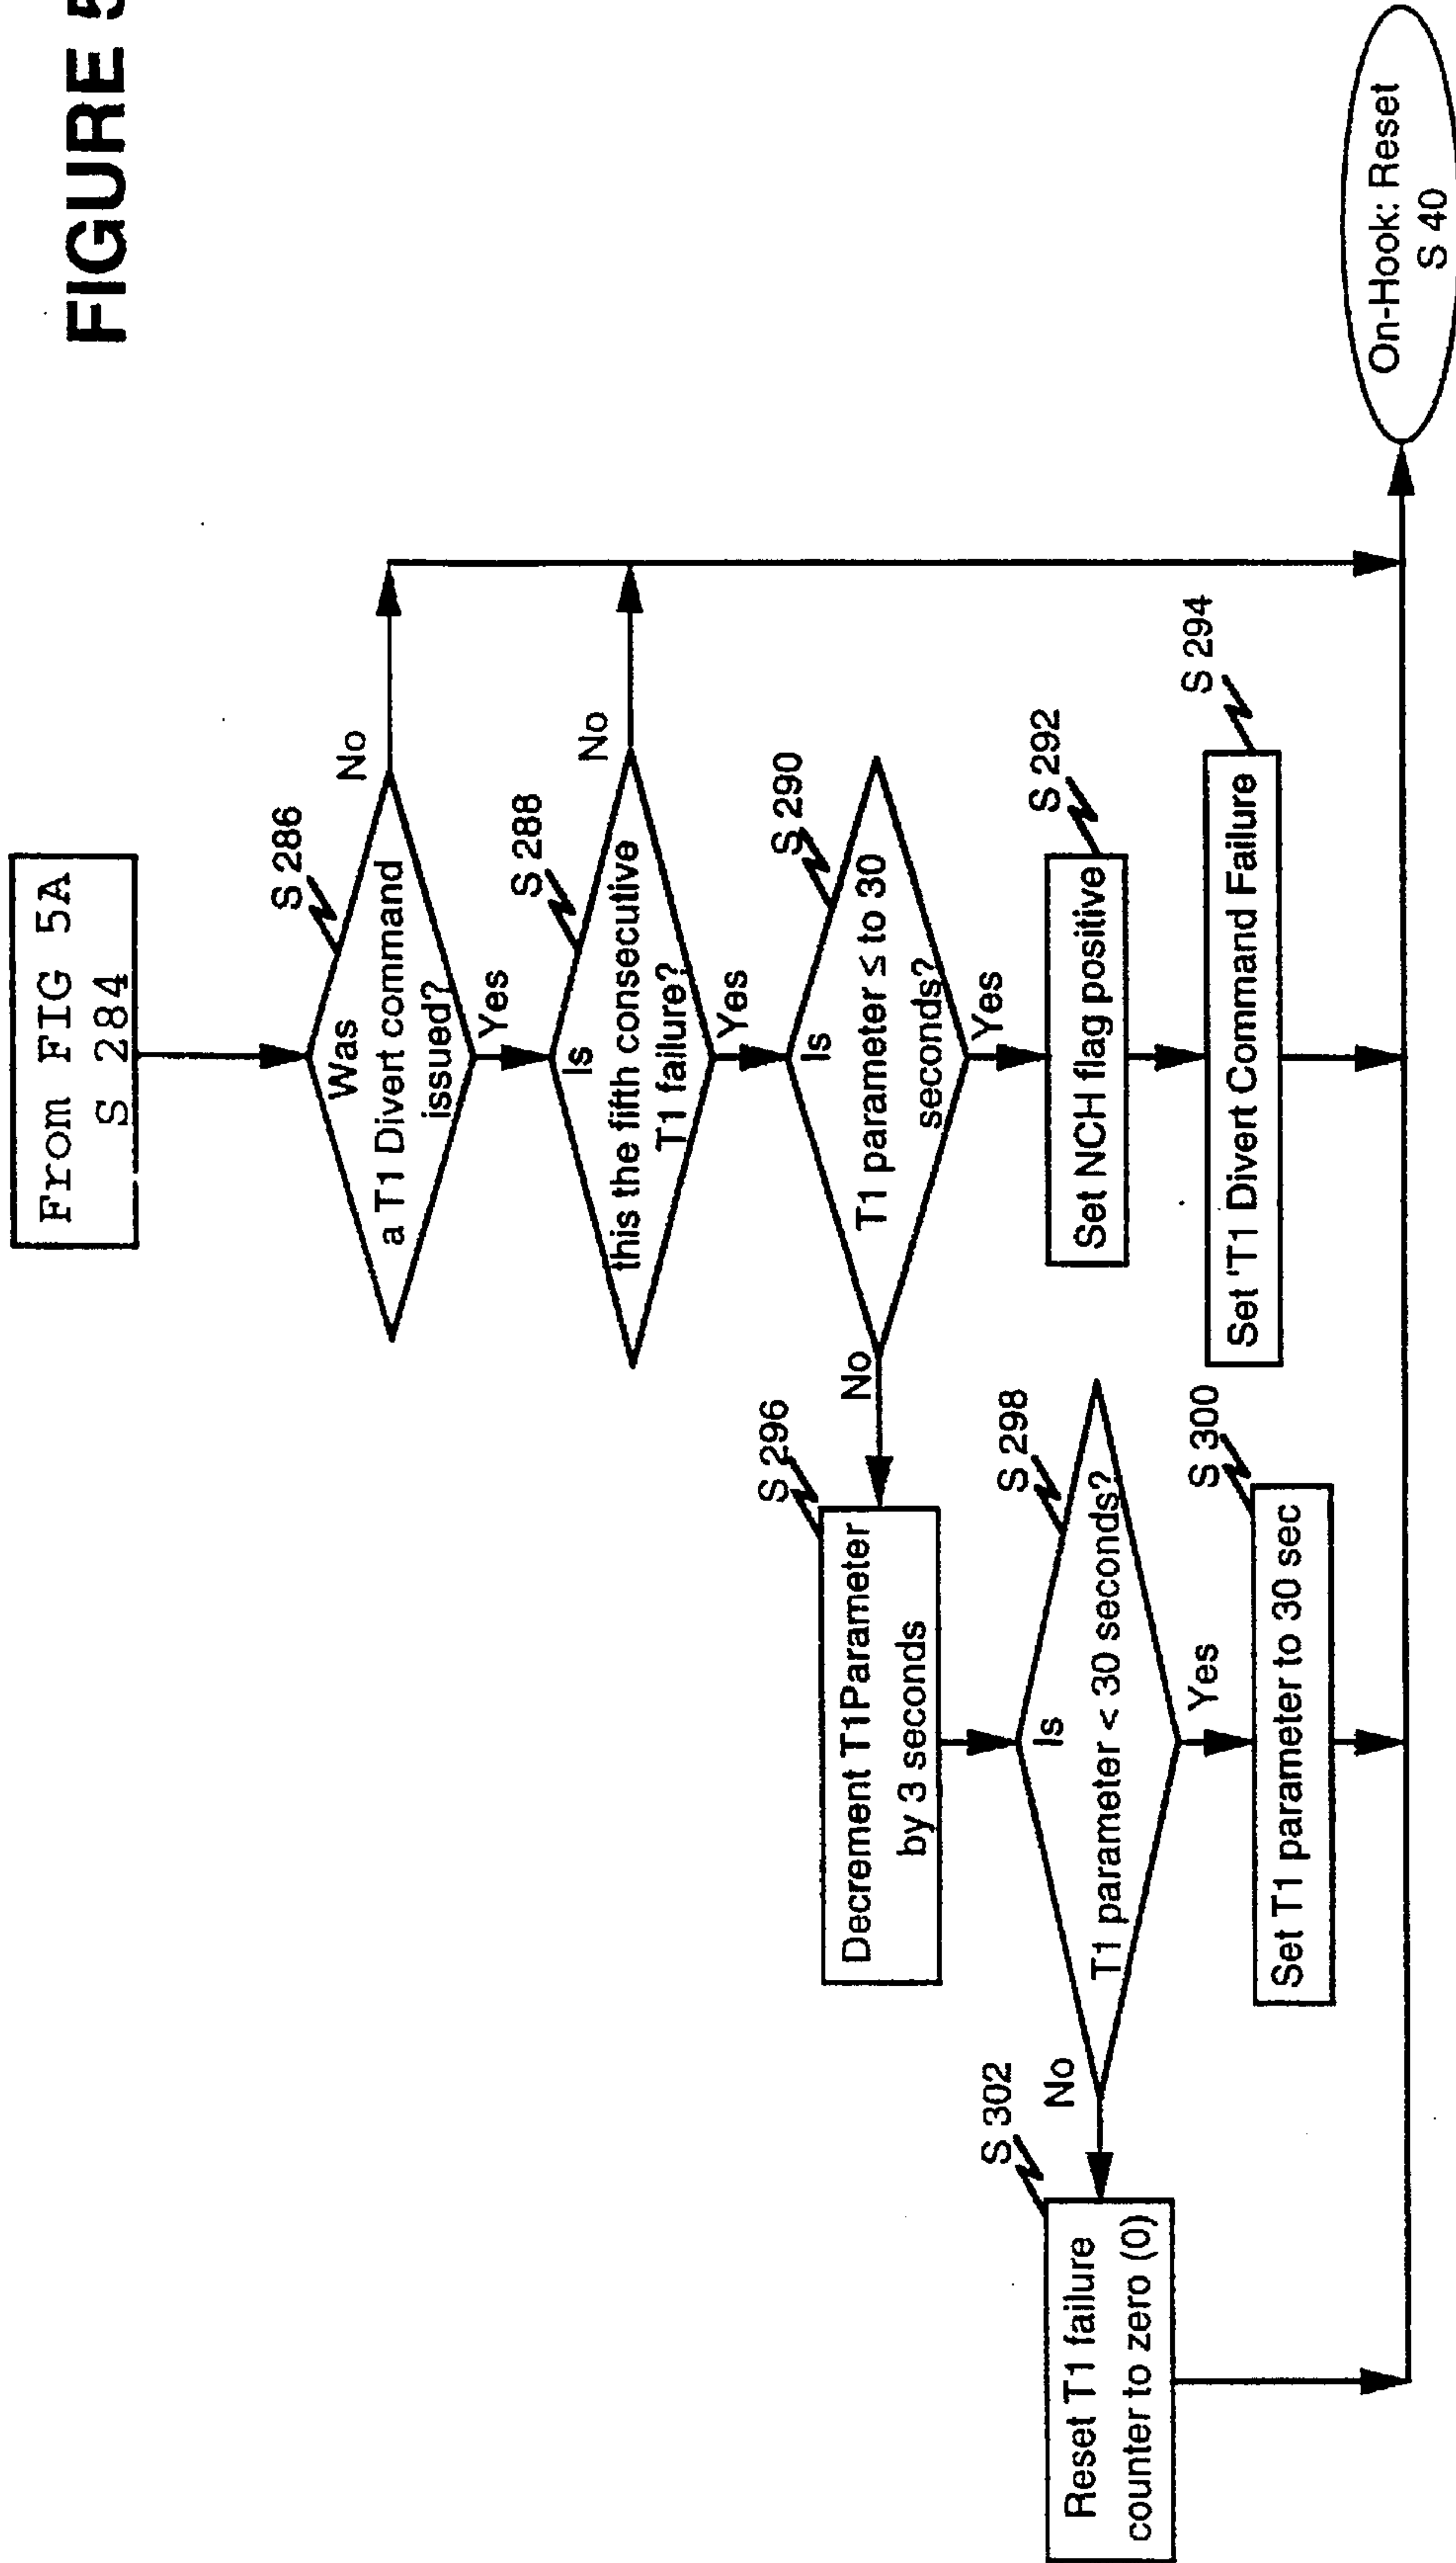 FIGURE 5
From FIG 5A
S 284
S 286
Was
a T1 Divert command
issued?
No
Yes
S 288
Is
this the fifth consecutive
T1 failure?
No
Yes
S 290
Is
T1 parameter ≤ to 30
seconds?
No
Yes
S 292
Set NCH flag positive
S 294
Set 'T1 Divert Command Failure
S 296
Decrement T1Parameter
by 3 seconds
S 298
Is
T1 parameter < 30 seconds?
No
Yes
S 300
Set T1 parameter to 30 sec
S 302
Reset T1 failure
counter to zero (0)
On-Hook: Reset
S 40